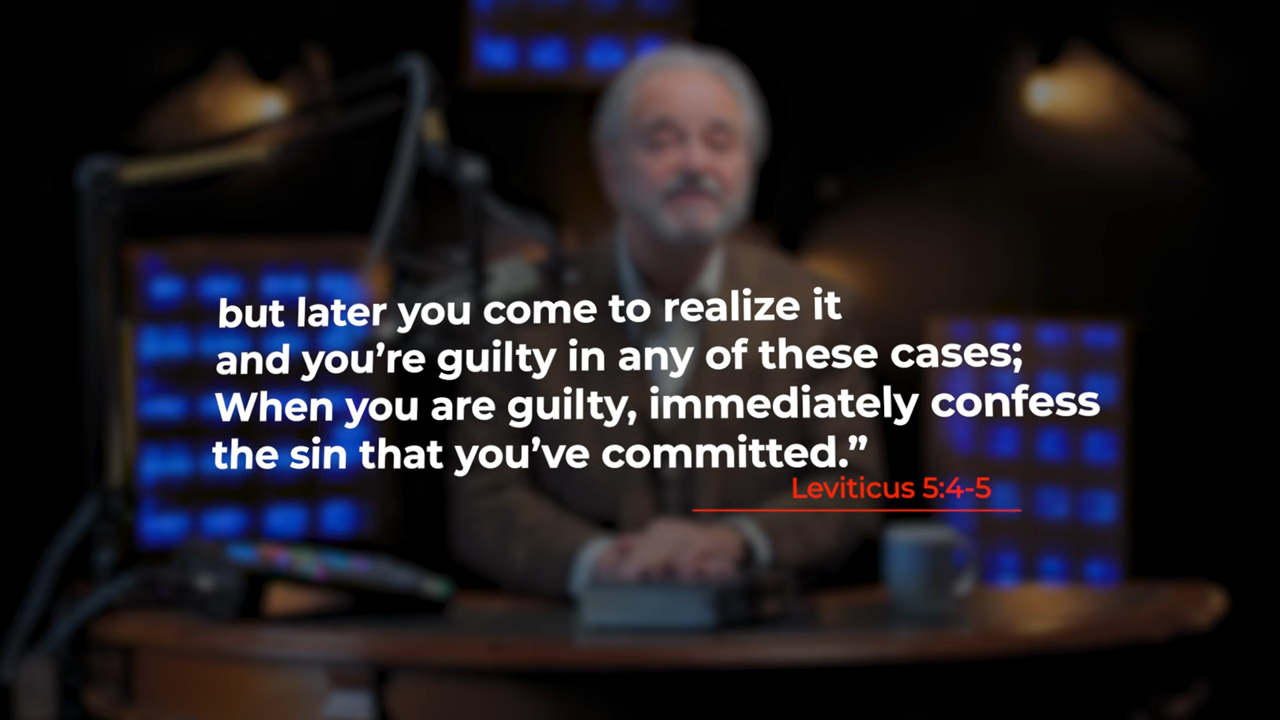 but later you come to realize it
and you’re guilty in any of these cases;
When you are guilty, immediately confess
the sin that you’ve committed.”
Leviticus 5:4-5